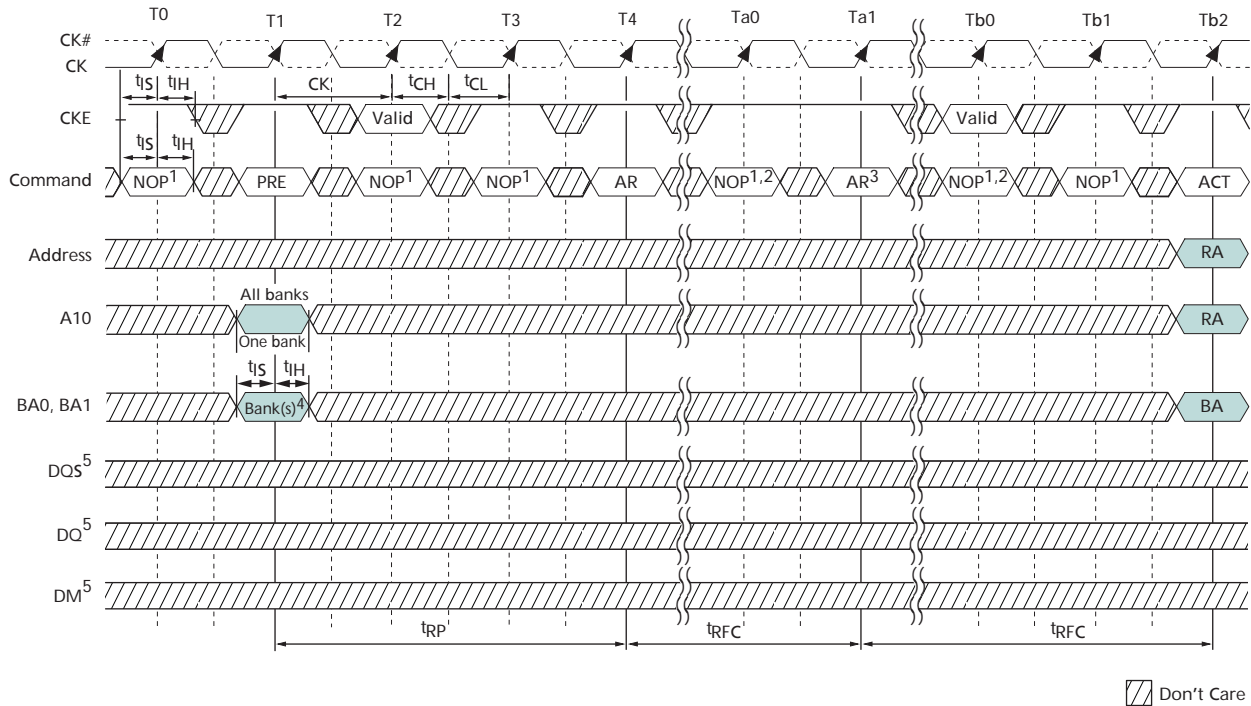 T0 T1 T2 T3 T4 Ta0 Ta1 Tb0 Tb1 Tb2
CK#
CK
tIS tIH CK tCH tCL
CKE Valid Valid
tIS tIH
Command NOP1 PRE NOP1 NOP1 AR NOP1,2 AR3 NOP1,2 NOP1 ACT
Address RA
All banks
A10 RA
One bank
tIS tIH
BA0, BA1 Bank(s)4 BA
DQS5
DQ5
DM5
tRP tRFC tRFC
Don't Care